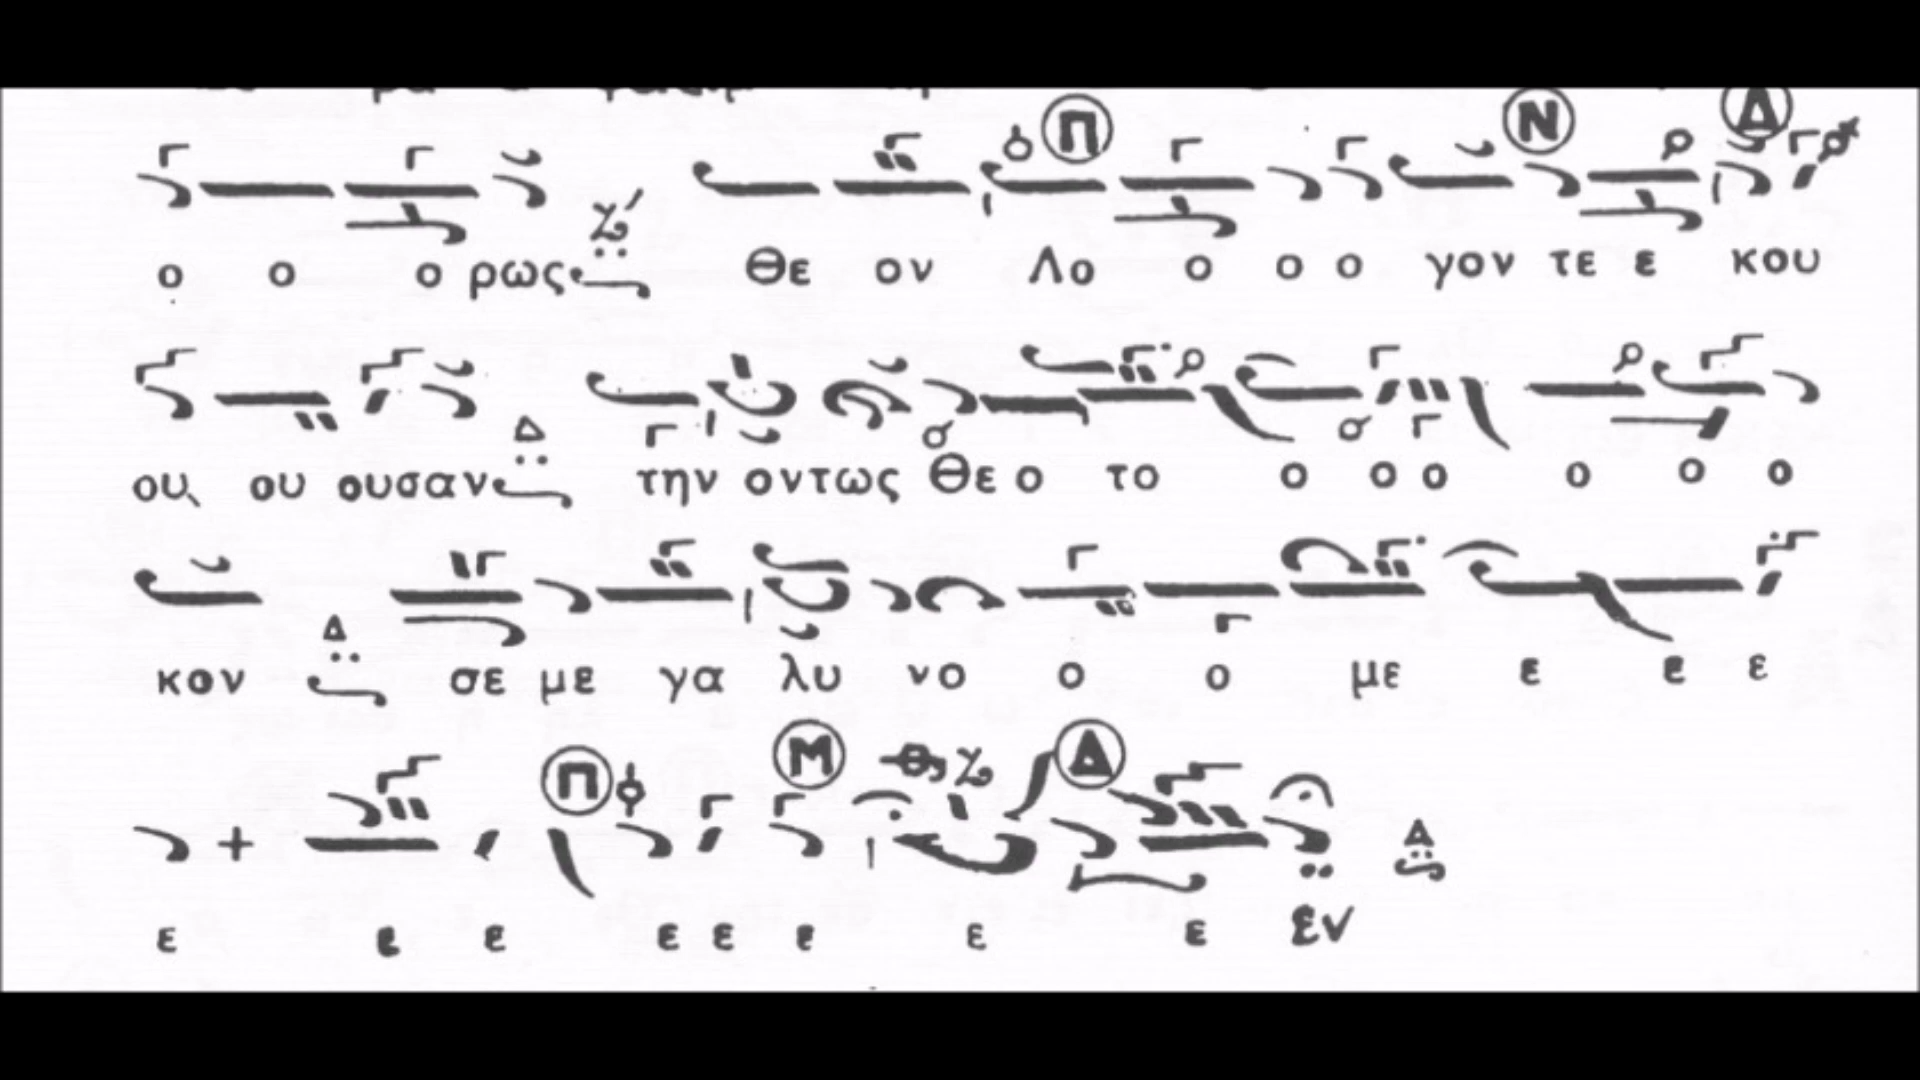 Π Ν Δ
ο ο ο ρως Θε ον Λο ο ο ο γον τε ε κου
ου ου ουσαν την οντως Θε ο το ο ο ο ο ο ο
κον σε με γα λυ νο ο ο με ε ε ε
Π Μ Δ
ε ε ε ε ε ε ε ε εν